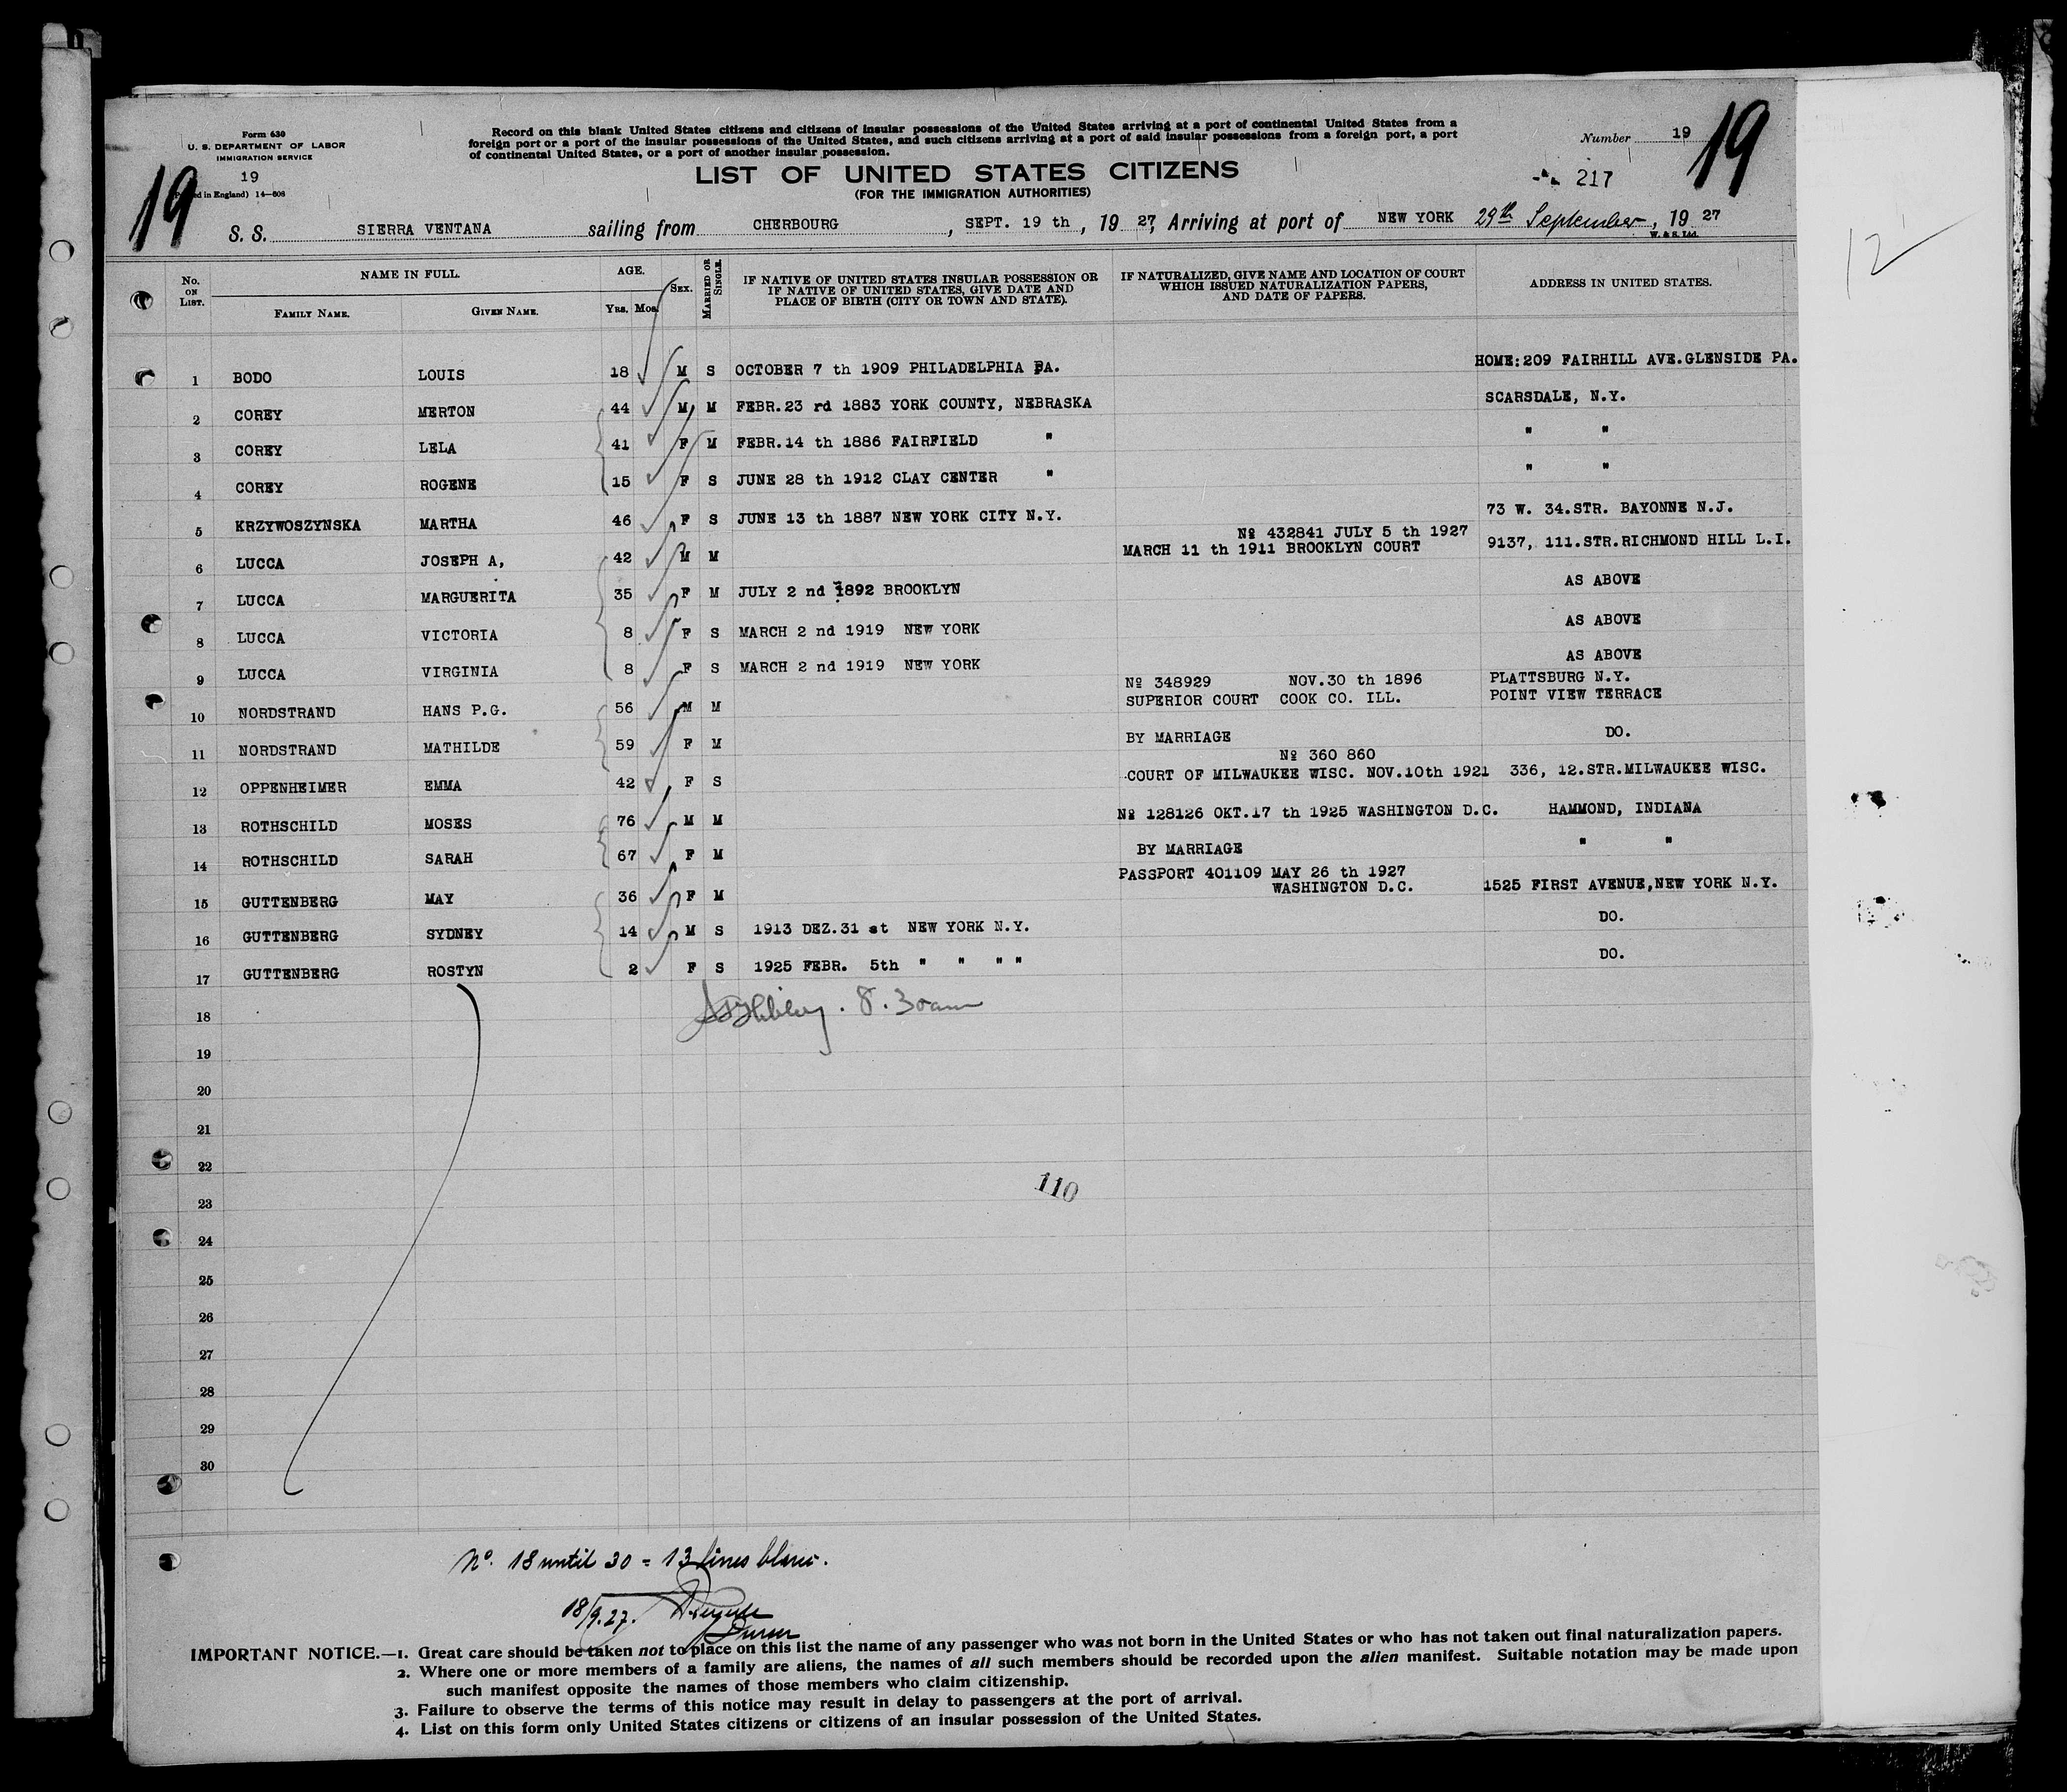 Form 630
U. S. DEPARTMENT OF LABOR
IMMIGRATION SERVICE
19
ed in England) 14—808
19
Record on this blank United States citizens and citizens of insular possessions of the United States arriving at a port of continental United States from a
foreign port or a port of the insular possessions of the United States, and such citizens arriving at a port of said insular possessions from a foreign port, a port
of continental United States, or a port of another insular possession.
LIST OF UNITED STATES CITIZENS
(FOR THE IMMIGRATION AUTHORITIES)
Number 19
19
217
12
S. S. SIERRA VENTANA sailing from CHERBOURG, SEPT. 19 th, 19 27, Arriving at port of NEW YORK 29th September, 19 27
W. & S. Ltd.
No. ON LIST. NAME IN FULL. FAMILY NAME. GIVEN NAME. AGE. YRS. MOS. SEX. MARRIED OR SINGLE. IF NATIVE OF UNITED STATES INSULAR POSSESSION OR IF NATIVE OF UNITED STATES, GIVE DATE AND PLACE OF BIRTH (CITY OR TOWN AND STATE). IF NATURALIZED, GIVE NAME AND LOCATION OF COURT WHICH ISSUED NATURALIZATION PAPERS, AND DATE OF PAPERS. ADDRESS IN UNITED STATES.
1 BODO LOUIS 18 M S OCTOBER 7 th 1909 PHILADELPHIA PA. HOME:209 FAIRHILL AVE.GLENSIDE PA.
2 COREY MERTON 44 M M FEBR.23 rd 1883 YORK COUNTY, NEBRASKA SCARSDALE, N.Y.
3 COREY LELA 41 F M FEBR.14 th 1886 FAIRFIELD " " "
4 COREY ROGENE 15 F S JUNE 28 th 1912 CLAY CENTER " " "
5 KRZYWOSZYNSKA MARTHA 46 F S JUNE 13 th 1887 NEW YORK CITY N.Y. 73 W. 34.STR. BAYONNE N.J.
№ 432841 JULY 5 th 1927
6 LUCCA JOSEPH A, 42 M M MARCH 11 th 1911 BROOKLYN COURT 9137, 111.STR.RICHMOND HILL L.I.
7 LUCCA MARGUERITA 35 F M JULY 2 nd 1892 BROOKLYN AS ABOVE
8 LUCCA VICTORIA 8 F S MARCH 2 nd 1919 NEW YORK AS ABOVE
9 LUCCA VIRGINIA 8 F S MARCH 2 nd 1919 NEW YORK AS ABOVE
№ 348929 NOV.30 th 1896 PLATTSBURG N.Y.
10 NORDSTRAND HANS P.G. 56 M M SUPERIOR COURT COOK CO. ILL. POINT VIEW TERRACE
11 NORDSTRAND MATHILDE 59 F M BY MARRIAGE DO.
№ 360 860
12 OPPENHEIMER EMMA 42 F S COURT OF MILWAUKEE WISC. NOV.10th 1921 336, 12.STR.MILWAUKEE WISC.
13 ROTHSCHILD MOSES 76 M M № 128126 OKT.17 th 1925 WASHINGTON D.C. HAMMOND, INDIANA
14 ROTHSCHILD SARAH 67 F M BY MARRIAGE " "
PASSPORT 401109 MAY 26 th 1927
15 GUTTENBERG MAY 36 F M WASHINGTON D.C. 1525 FIRST AVENUE,NEW YORK N.Y.
16 GUTTENBERG SYDNEY 14 M S 1913 DEZ.31 st NEW YORK N.Y. DO.
17 GUTTENBERG ROSTYN 2 F S 1925 FEBR. 5th " " " " DO.
8.30am
18
19
20
21
22
110
23
24
25
26
27
28
29
30
No. 18 until 30 = 13 lines blanc.
18/9.27.
Purser
IMPORTANT NOTICE.—1. Great care should be taken not to place on this list the name of any passenger who was not born in the United States or who has not taken out final naturalization papers.
2. Where one or more members of a family are aliens, the names of all such members should be recorded upon the alien manifest. Suitable notation may be made upon
such manifest opposite the names of those members who claim citizenship.
3. Failure to observe the terms of this notice may result in delay to passengers at the port of arrival.
4. List on this form only United States citizens or citizens of an insular possession of the United States.